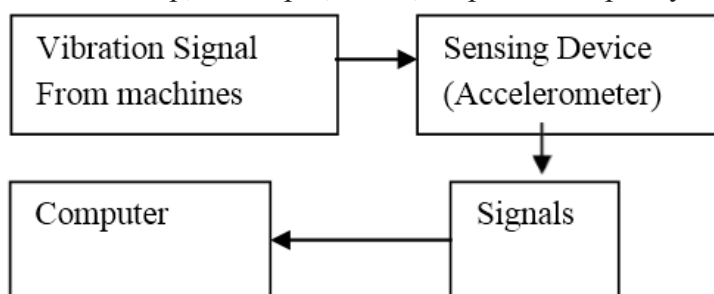 Vibration Signal
From machines
Sensing Device
(Accelerometer)
Computer
Signals